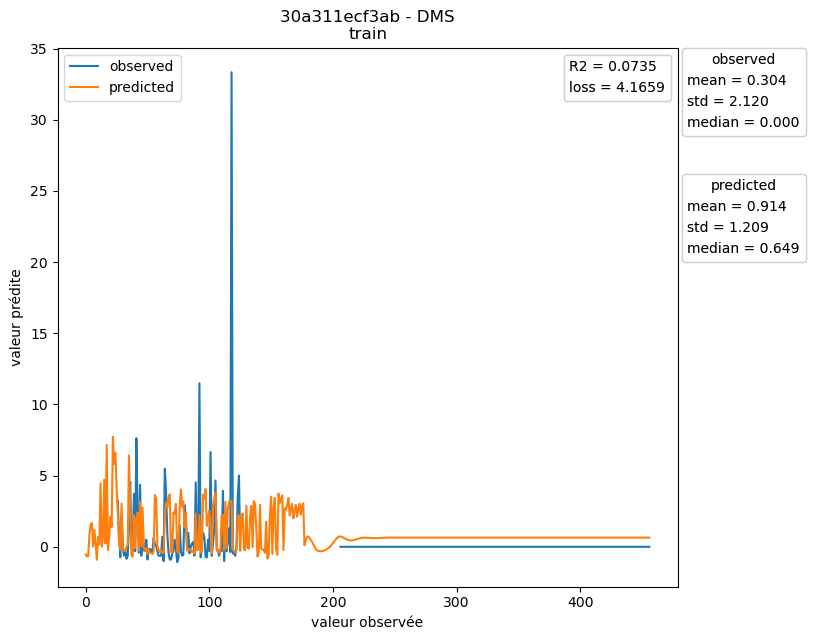 30a311ecf3ab - DMS
train
observed
predicted
R2 = 0.0735
loss = 4.1659
observed
mean = 0.304
std = 2.120
median = 0.000
predicted
mean = 0.914
std = 1.209
median = 0.649
valeur prédite
35
30
25
20
15
10
5
0
0
100
200
300
400
valeur observée